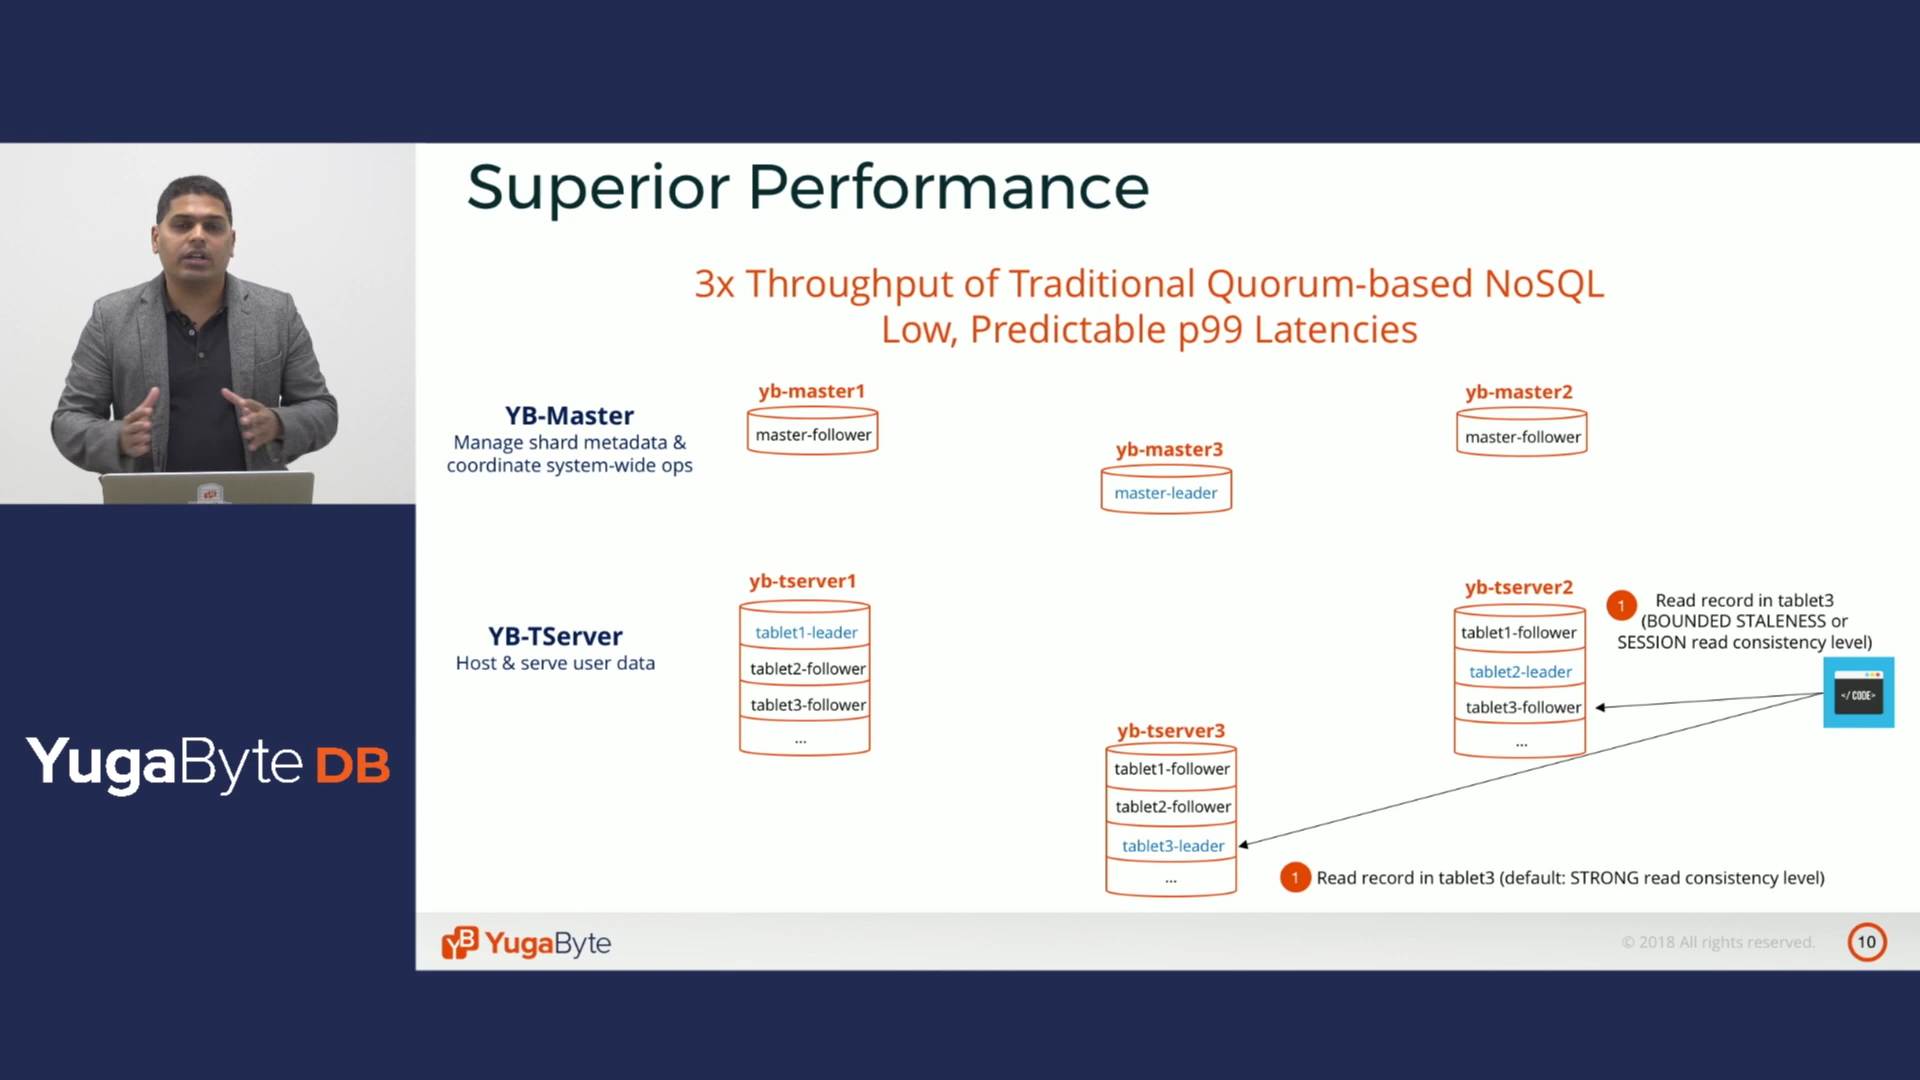 Superior Performance
3x Throughput of Traditional Quorum-based NoSQL
Low, Predictable p99 Latencies
YB-Master
Manage shard metadata &
coordinate system-wide ops
yb-master1
master-follower
yb-master3
master-leader
yb-master2
master-follower
YB-TServer
Host & serve user data
yb-tserver1
tablet1-leader
tablet2-follower
tablet3-follower
...
yb-tserver3
tablet1-follower
tablet2-follower
tablet3-leader
...
yb-tserver2
tablet1-follower
tablet2-leader
tablet3-follower
...
1 Read record in tablet3
(BOUNDED STALENESS or
SESSION read consistency level)
</ CODE>
1 Read record in tablet3 (default: STRONG read consistency level)
YugaByte DB
YB YugaByte
© 2018 All rights reserved.
10